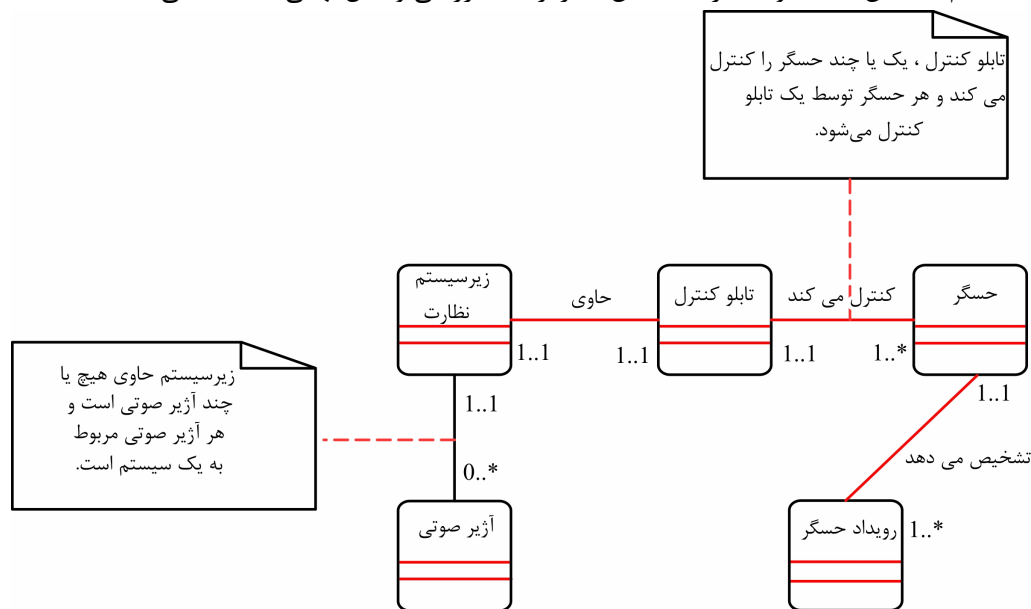 تابلو کنترل ، یک یا چند حسگر را کنترل
می کند و هر حسگر توسط یک تابلو
کنترل می‌شود.
حسگر
کنترل می کند
تابلو کنترل
حاوی
زیرسیستم
نظارت
1..*
1..1
1..1
1..1
1..1
1..1
زیرسیستم حاوی هیچ یا
چند آژیر صوتی است و
هر آژیر صوتی مربوط
به یک سیستم است.
0..*
تشخیص می دهد
آژیر صوتی
رویداد حسگر
1..*